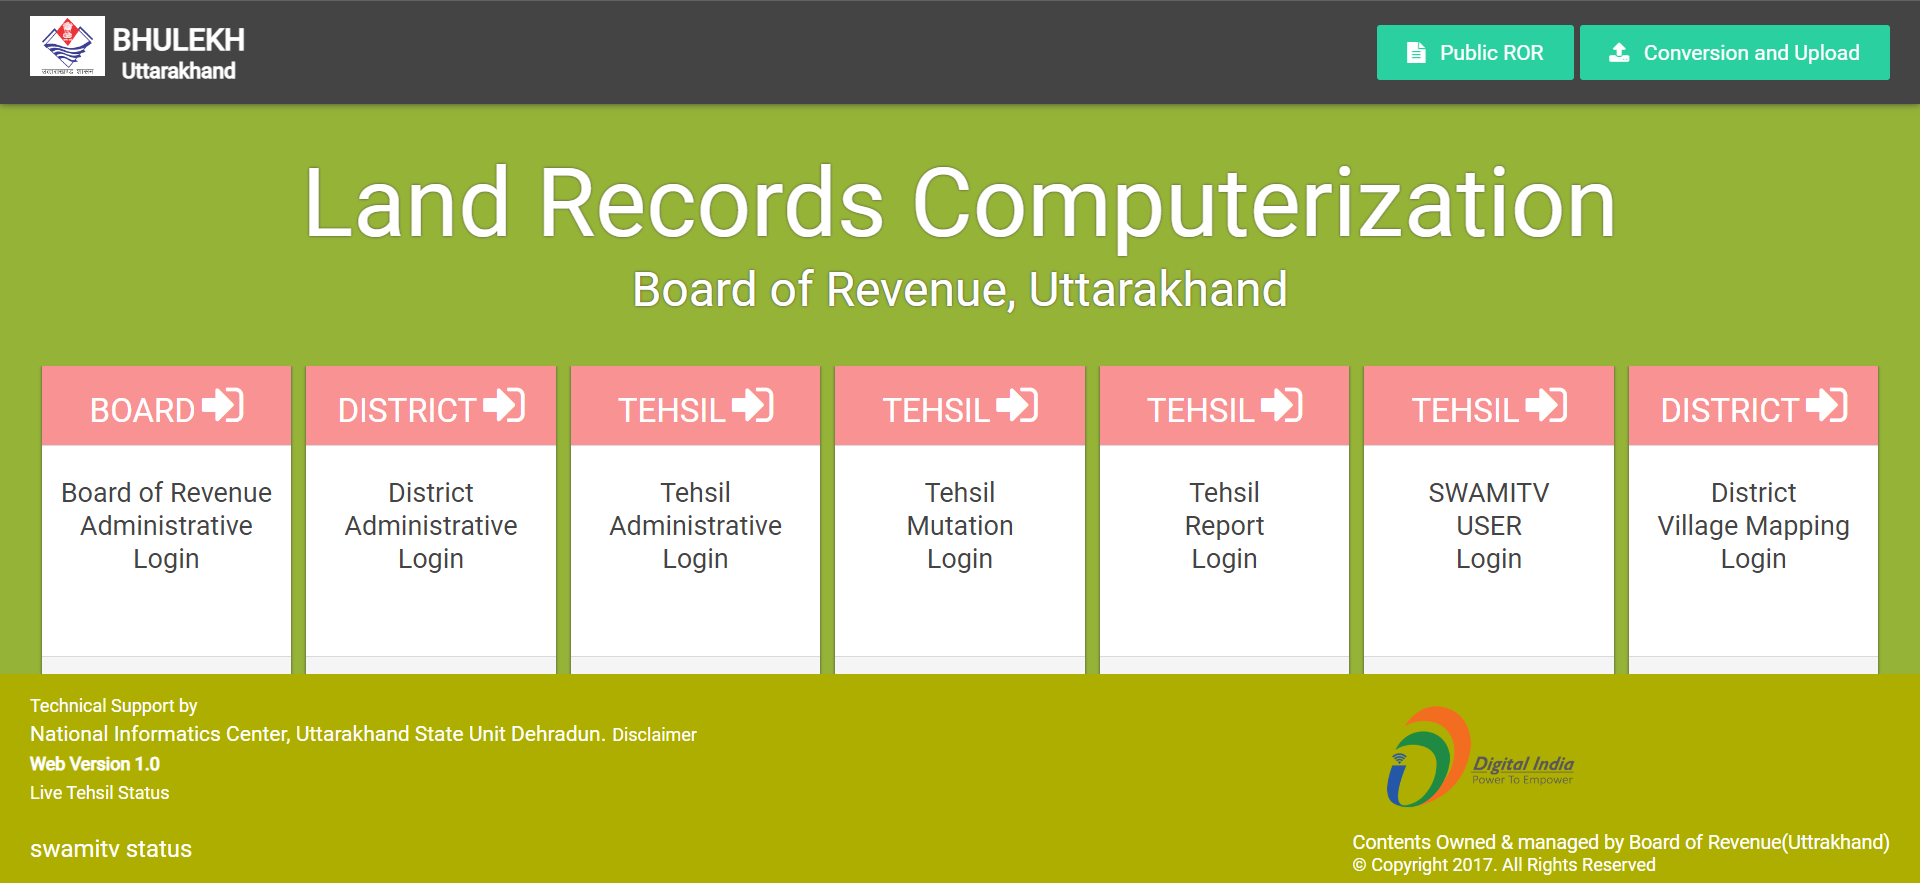 उत्तराखण्ड शासन
BHULEKH
Uttarakhand
Public ROR
Conversion and Upload
Land Records Computerization
Board of Revenue, Uttarakhand
BOARD
Board of Revenue
Administrative
Login
DISTRICT
District
Administrative
Login
TEHSIL
Tehsil
Administrative
Login
TEHSIL
Tehsil
Mutation
Login
TEHSIL
Tehsil
Report
Login
TEHSIL
SWAMITV
USER
Login
DISTRICT
District
Village Mapping
Login
Technical Support by
National Informatics Center, Uttarakhand State Unit Dehradun. Disclaimer
Web Version 1.0
Live Tehsil Status
swamitv status
Digital India
Power To Empower
Contents Owned & managed by Board of Revenue(Uttrakhand)
© Copyright 2017. All Rights Reserved